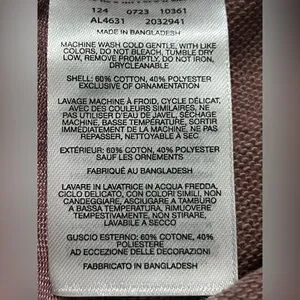 124 0723 10361
AL4631 2032941
MADE IN BANGLADESH
MACHINE WASH COLD GENTLE, WITH LIKE
COLORS, DO NOT BLEACH, TUMBLE DRY
LOW, REMOVE PROMPTLY, DO NOT IRON,
DRYCLEANABLE
SHELL: 60% COTTON, 40% POLYESTER
EXCLUSIVE OF ORNAMENTATION
LAVAGE MACHINE À FROID, CYCLE DÉLICAT,
AVEC DES COULEURS SIMILAIRES, NE
PAS UTILISER D'EAU DE JAVEL, SÉCHAGE
MACHINE, BASSE TEMPÉRATURE, SORTIR
IMMÉDIATEMENT DE LA MACHINE, NE PAS
REPASSER, NETTOYABLE À SEC
EXTÉRIEUR: 60% COTON, 40% POLYESTER
SAUF LES ORNEMENTS
FABRIQUÉ AU BANGLADESH
LAVARE IN LAVATRICE IN ACQUA FREDDA,
CICLO DELICATO, CON COLORI SIMILI, NON
CANDEGGIARE, ASCIUGARE A TAMBURO
A BASSA TEMPERATURA, RIMUOVERE
TEMPESTIVAMENTE, NON STIRARE,
LAVABILE A SECCO
GUSCIO ESTERNO: 60% COTONE, 40%
POLIESTERE
AD ECCEZIONE DELLE DECORAZIONI
FABBRICATO IN BANGLADESH